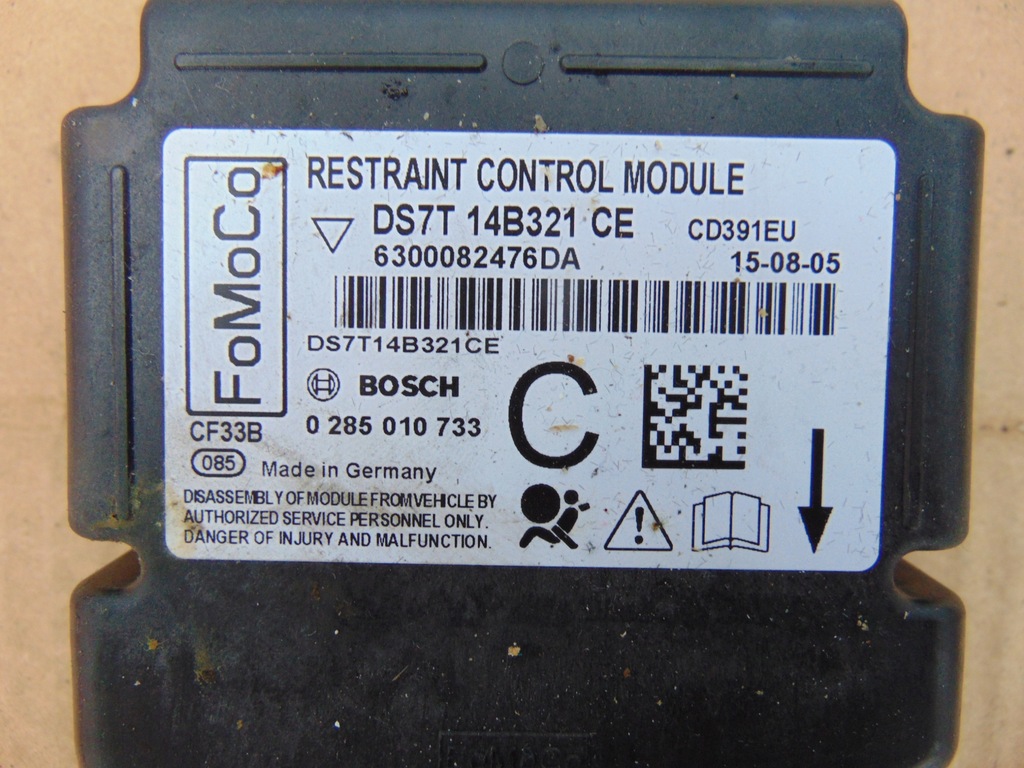 FoMoCo
RESTRAINT CONTROL MODULE
DS7T 14B321 CE CD391EU
6300082476DA 15-08-05
DS7T14B321CE
BOSCH
C
0 285 010 733
CF33B
085 Made in Germany
DISASSEMBLY OF MODULE FROM VEHICLE BY
AUTHORIZED SERVICE PERSONNEL ONLY.
DANGER OF INJURY AND MALFUNCTION.